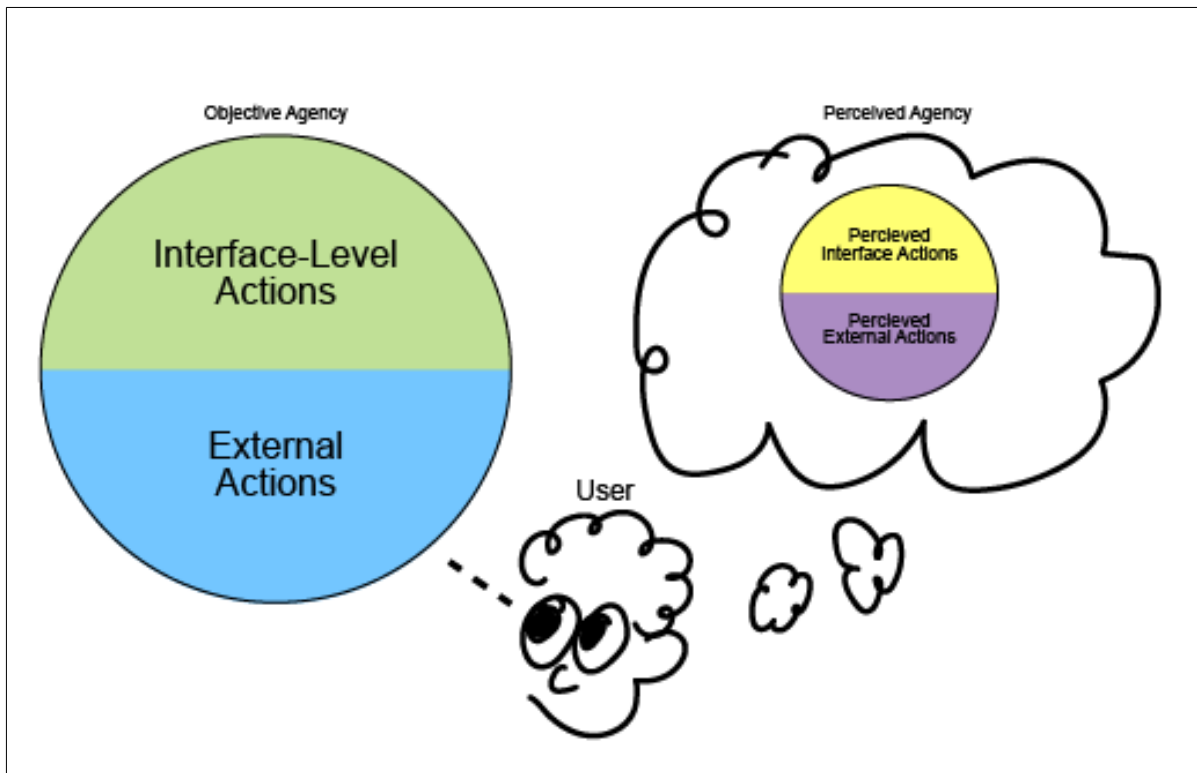 Objective Agency
Interface-Level
Actions
External
Actions
Perceived Agency
Percieved
Interface Actions
Percieved
External Actions
User